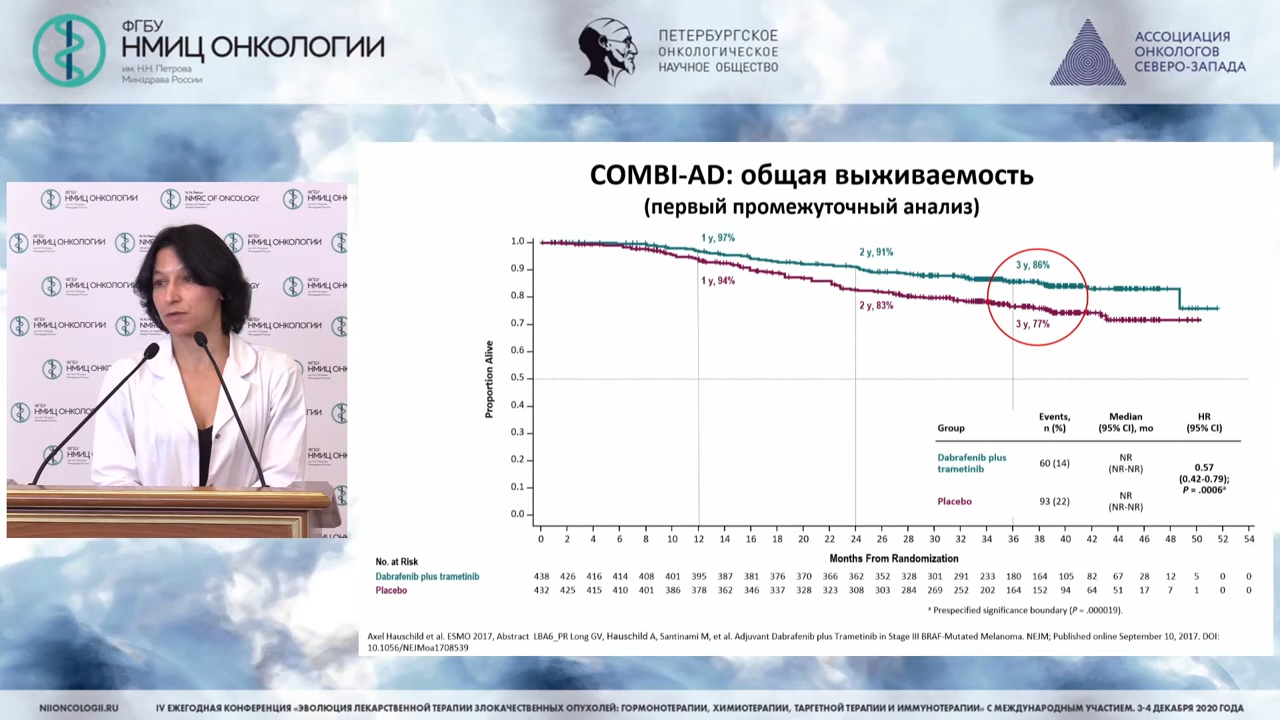 ФГБУ
НМИЦ ОНКОЛОГИИ
им. Н.Н. Петрова
Минздрава России
ПЕТЕРБУРГСКОЕ
ОНКОЛОГИЧЕСКОЕ
НАУЧНОЕ ОБЩЕСТВО
АССОЦИАЦИЯ
ОНКОЛОГОВ
СЕВЕРО-ЗАПАДА
ФГБУ
НМИЦ ОНКОЛОГИИ
NMRC OF ONCOLOGY
COMBI-AD: общая выживаемость
(первый промежуточный анализ)
Proportion Alive
1.0
0.9
0.8
0.7
0.6
0.5
0.4
0.3
0.2
0.1
0.0
1 y, 97%
2 y, 91%
3 y, 86%
1 y, 94%
2 y, 83%
3 y, 77%
Group Events, n (%) Median (95% CI), mo HR (95% CI)
Dabrafenib plus trametinib 60 (14) NR (NR-NR)
0.57 (0.42-0.79); P = .0006ᵃ
Placebo 93 (22) NR (NR-NR)
0 2 4 6 8 10 12 14 16 18 20 22 24 26 28 30 32 34 36 38 40 42 44 46 48 50 52 54
Months From Randomization
No. at Risk
Dabrafenib plus trametinib 438 426 416 414 408 401 395 387 381 376 370 366 362 352 328 301 291 233 180 164 105 82 67 28 12 5 0 0
Placebo 432 425 415 410 401 386 378 362 346 337 328 323 308 303 284 269 252 202 164 152 94 64 51 17 7 1 0 0
ᵃ Prespecified significance boundary (P = .000019).
Axel Hauschild et al. ESMO 2017, Abstract LBA6_PR Long GV, Hauschild A, Santinami M, et al. Adjuvant Dabrafenib plus Trametinib in Stage III BRAF-Mutated Melanoma. NEJM; Published online September 10, 2017. DOI:
10.1056/NEJMoa1708539
NIIONCOLOGII.RU
IV ЕЖЕГОДНАЯ КОНФЕРЕНЦИЯ «ЭВОЛЮЦИЯ ЛЕКАРСТВЕННОЙ ТЕРАПИИ ЗЛОКАЧЕСТВЕННЫХ ОПУХОЛЕЙ: ГОРМОНОТЕРАПИИ, ХИМИОТЕРАПИИ, ТАРГЕТНОЙ ТЕРАПИИ И ИММУНОТЕРАПИИ» С МЕЖДУНАРОДНЫМ УЧАСТИЕМ. 3-4 ДЕКАБРЯ 2020 ГОДА